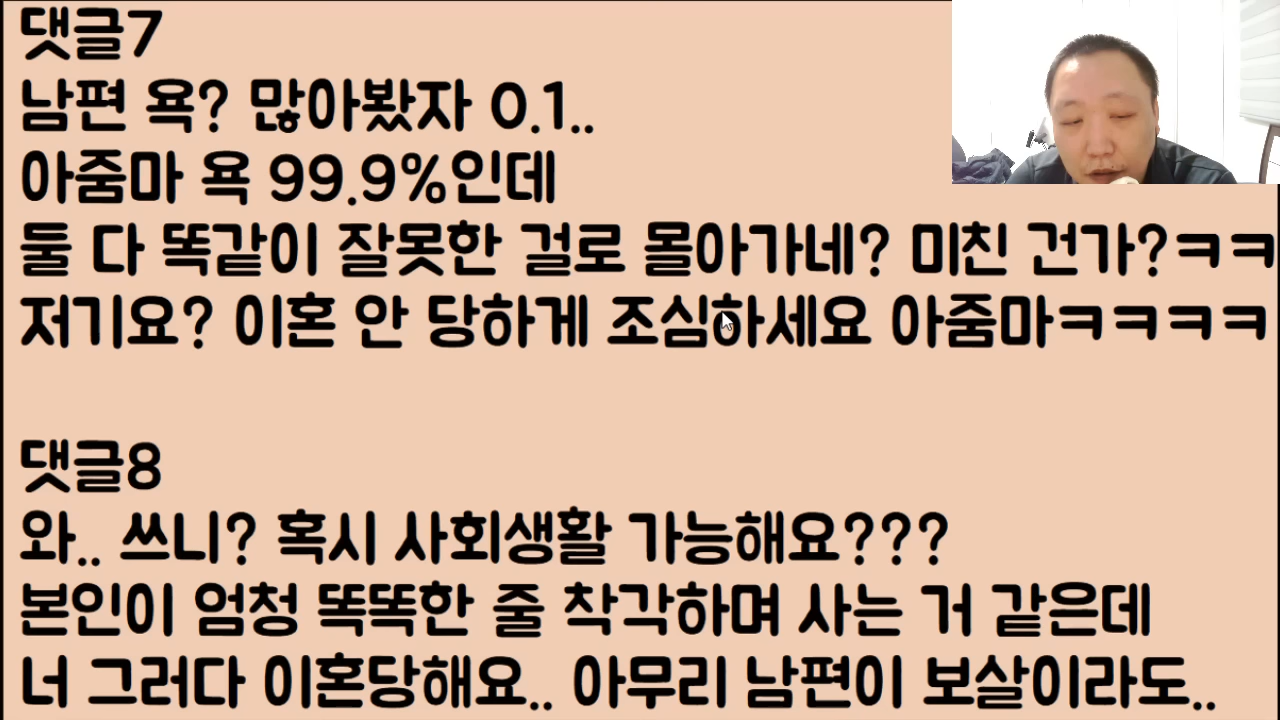 댓글7
남편 욕? 많아봤자 0.1..
아줌마 욕 99.9%인데
둘 다 똑같이 잘못한 걸로 몰아가네? 미친 건가?ㅋㅋ
저기요? 이혼 안 당하게 조심하세요 아줌마ㅋㅋㅋㅋ
댓글8
와.. 쓰니? 혹시 사회생활 가능해요???
본인이 엄청 똑똑한 줄 착각하며 사는 거 같은데
너 그러다 이혼당해요.. 아무리 남편이 보살이라도..